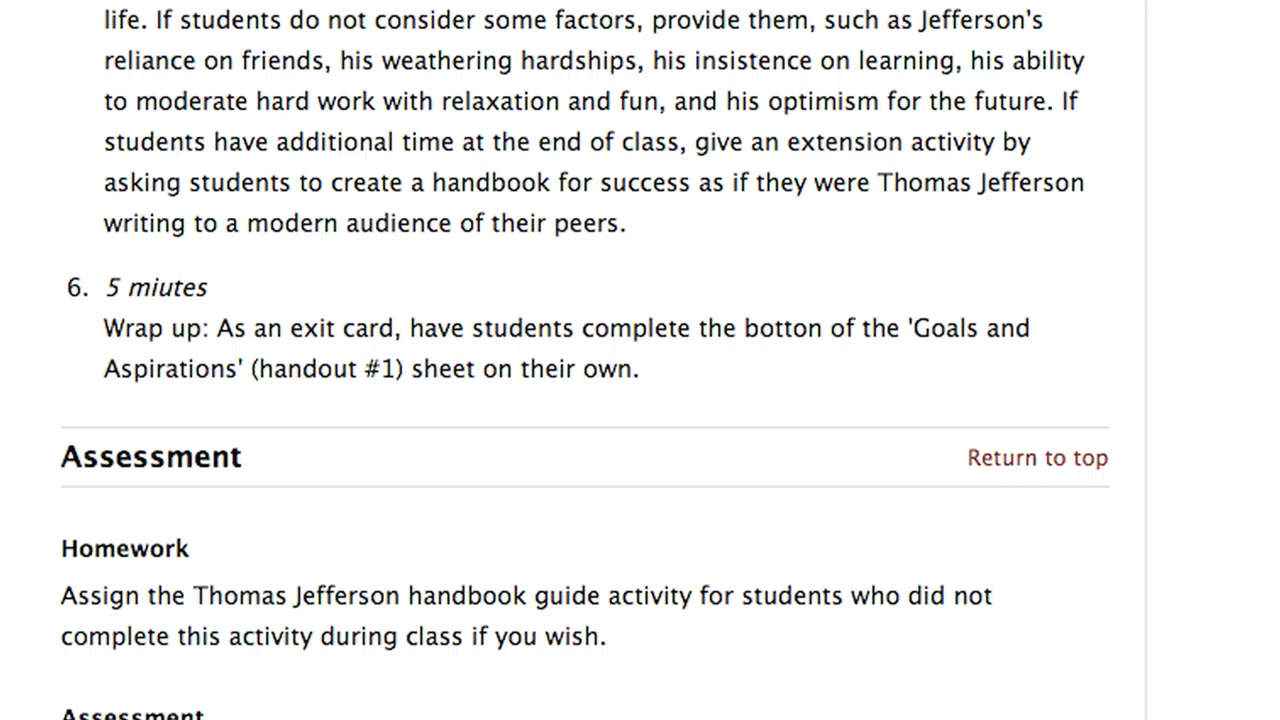 life. If students do not consider some factors, provide them, such as Jefferson's
reliance on friends, his weathering hardships, his insistence on learning, his ability
to moderate hard work with relaxation and fun, and his optimism for the future. If
students have additional time at the end of class, give an extension activity by
asking students to create a handbook for success as if they were Thomas Jefferson
writing to a modern audience of their peers.
6. 5 miutes
Wrap up: As an exit card, have students complete the botton of the 'Goals and
Aspirations' (handout #1) sheet on their own.
Assessment Return to top
Homework
Assign the Thomas Jefferson handbook guide activity for students who did not
complete this activity during class if you wish.
Assessment